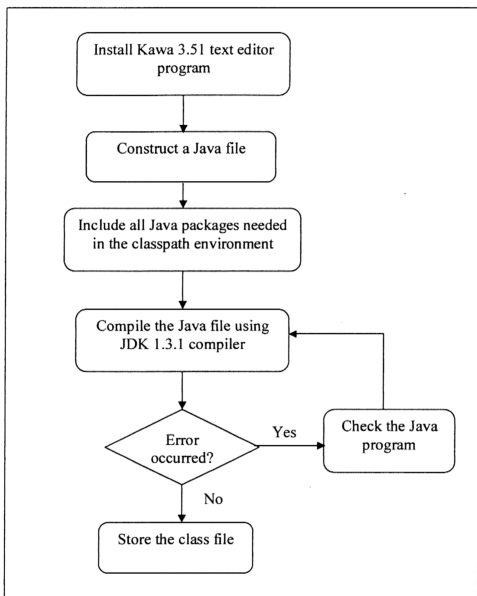 Install Kawa 3.51 text editor
program
Construct a Java file
Include all Java packages needed
in the classpath environment
Compile the Java file using
JDK 1.3.1 compiler
Error
occurred?
Yes
Check the Java
program
No
Store the class file